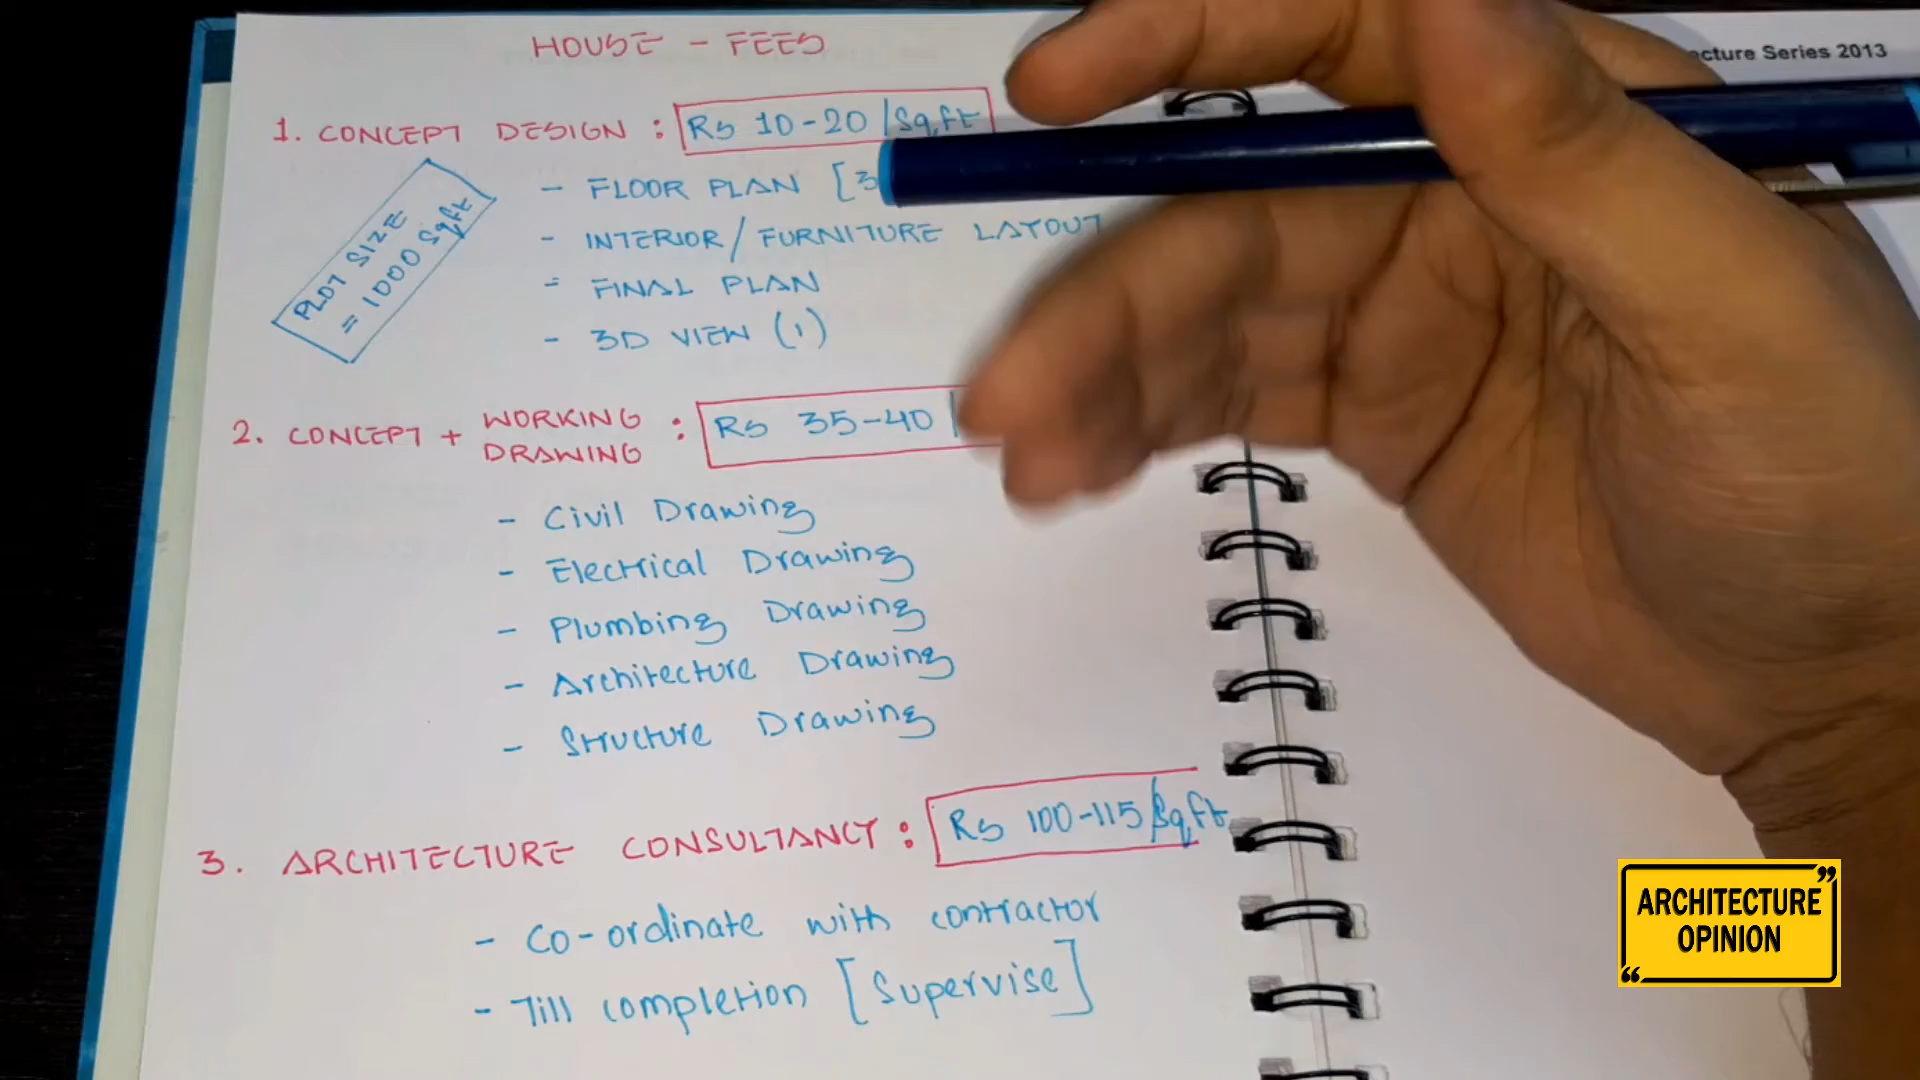 HOUSE - FEES
cture Series 2013
1. CONCEPT DESIGN : Rs 10-20 /Sq.ft
PLOT SIZE
= 1000 Sqft
- FLOOR PLAN [3
- INTERIOR/FURNITURE LAYOUT
- FINAL PLAN
- 3D VIEW (1)
2. CONCEPT + WORKING DRAWING : Rs 35-40 /
- Civil Drawing
- Electrical Drawing
- Plumbing Drawing
- Architecture Drawing
- Structure Drawing
3. ARCHITECTURE CONSULTANCY : Rs 100-115/Sq.ft.
- Co-ordinate with contractor
- Till completion [Supervise]
ARCHITECTURE
OPINION